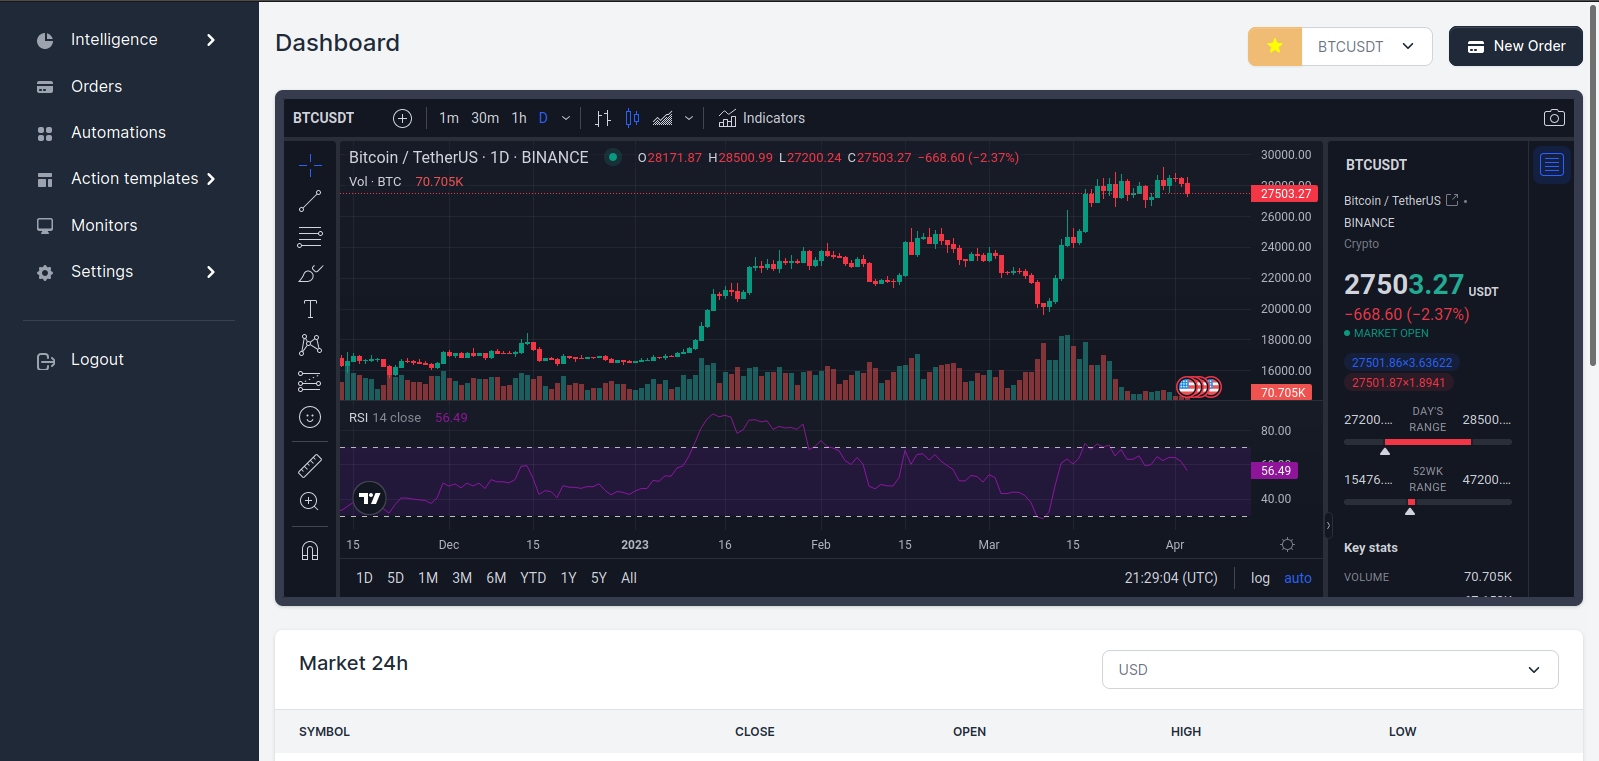 Intelligence
Orders
Automations
Action templates
Monitors
Settings
Logout
Dashboard
BTCUSDT
New Order
BTCUSDT
1m 30m 1h D
Indicators
Bitcoin / TetherUS · 1D · BINANCE
O28171.87 H28500.99 L27200.24 C27503.27 −668.60 (−2.37%)
Vol · BTC 70.705K
30000.00
27503.27
26000.00
24000.00
22000.00
20000.00
18000.00
16000.00
70.705K
RSI 14 close 56.49
80.00
56.49
40.00
15 Dec 15 2023 16 Feb 15 Mar 15 Apr
1D 5D 1M 3M 6M YTD 1Y 5Y All
21:29:04 (UTC)
log auto
BTCUSDT
Bitcoin / TetherUS •
BINANCE
Crypto
27503.27 USDT
−668.60 (−2.37%)
MARKET OPEN
27501.86×3.63622
27501.87×1.8941
27200.... DAY'S RANGE 28500....
15476.... 52WK RANGE 47200....
Key stats
VOLUME 70.705K
Market 24h
USD
SYMBOL CLOSE OPEN HIGH LOW